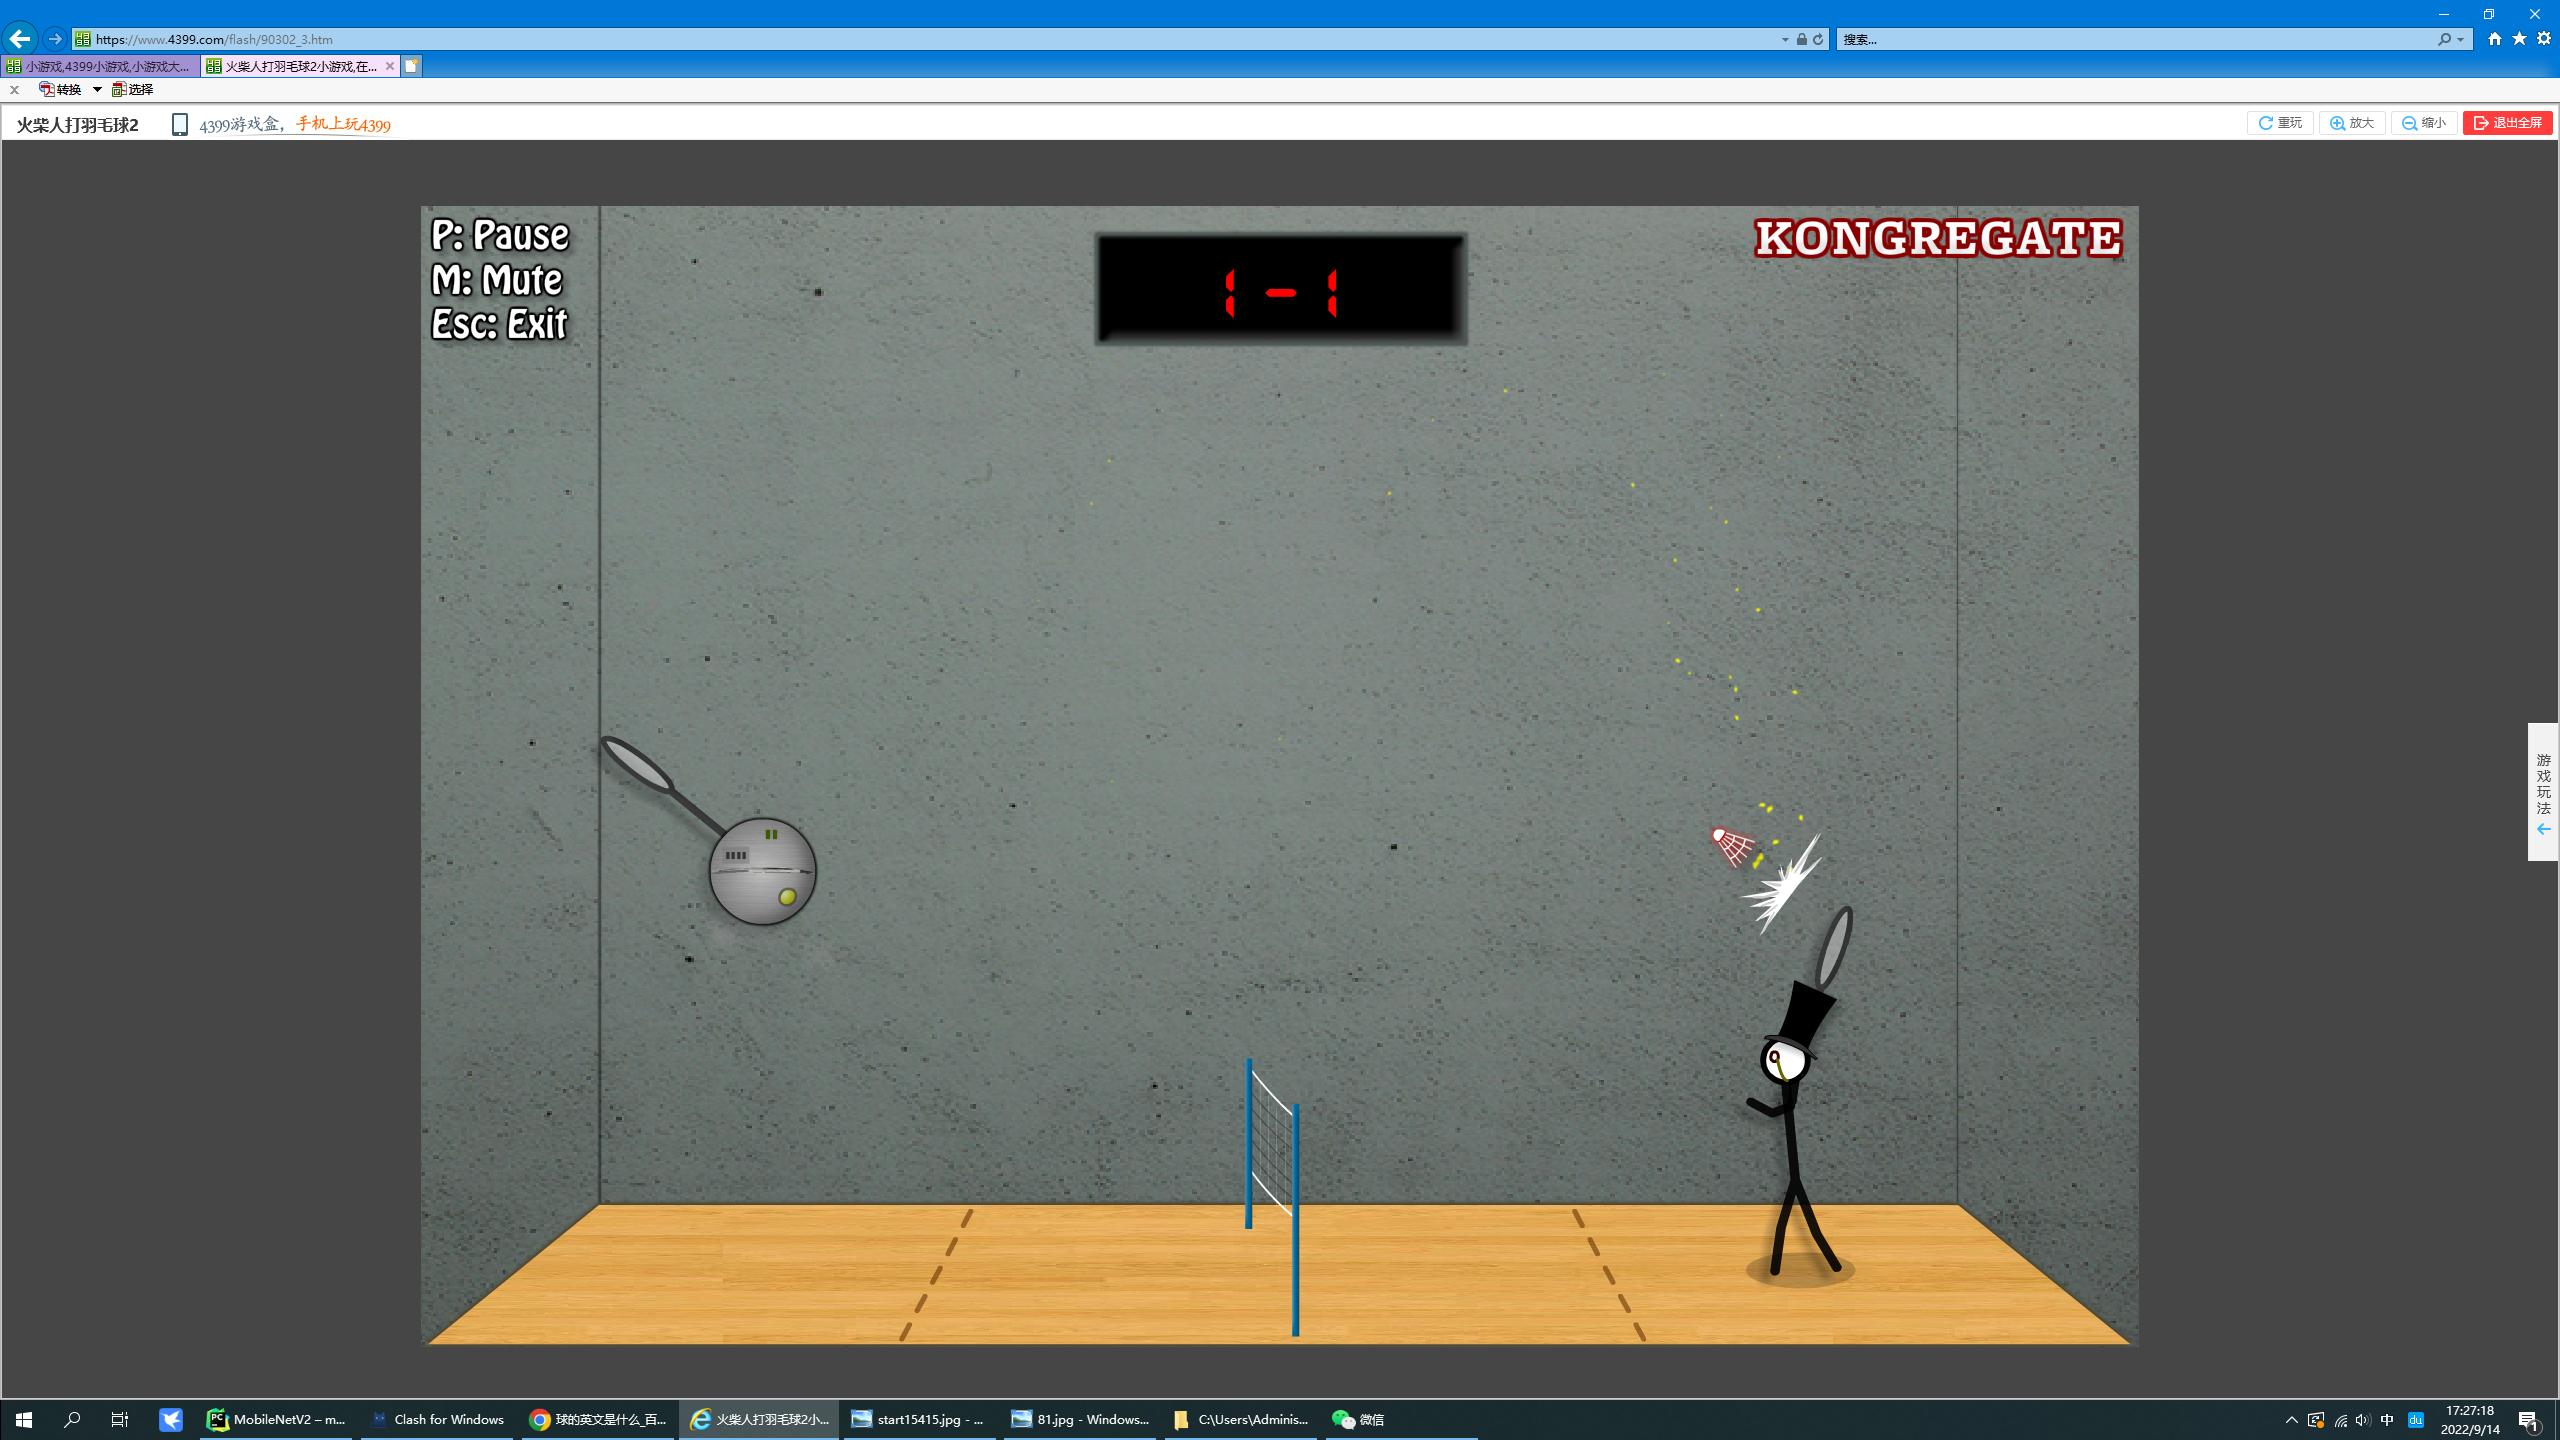 https://www.4399.com/flash/90302_3.htm
搜索...
小游戏,4399小游戏,小游戏大...
火柴人打羽毛球2小游戏,在...
转换
选择
火柴人打羽毛球2
4399游戏盒，手机上玩4399
重玩
放大
缩小
退出全屏
P: Pause
M: Mute
Esc: Exit
1 - 1
KONGREGATE
游戏玩法
MobileNetV2 – m...
Clash for Windows
球的英文是什么_百...
火柴人打羽毛球2小...
start15415.jpg - ...
81.jpg - Windows...
C:\Users\Adminis...
微信
中
du
17:27:18
2022/9/14
1